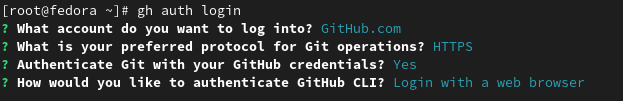 [root@fedora ~]# gh auth login
? What account do you want to log into? GitHub.com
? What is your preferred protocol for Git operations? HTTPS
? Authenticate Git with your GitHub credentials? Yes
? How would you like to authenticate GitHub CLI? Login with a web browser